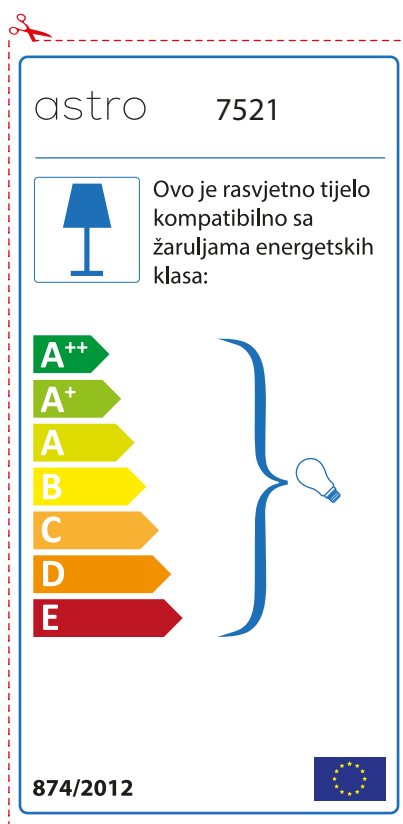 astro 7521
Ovo je rasvjetno tijelo
kompatibilno sa
žaruljama energetskih
klasa:
A++
A+
A
B
C
D
E
874/2012